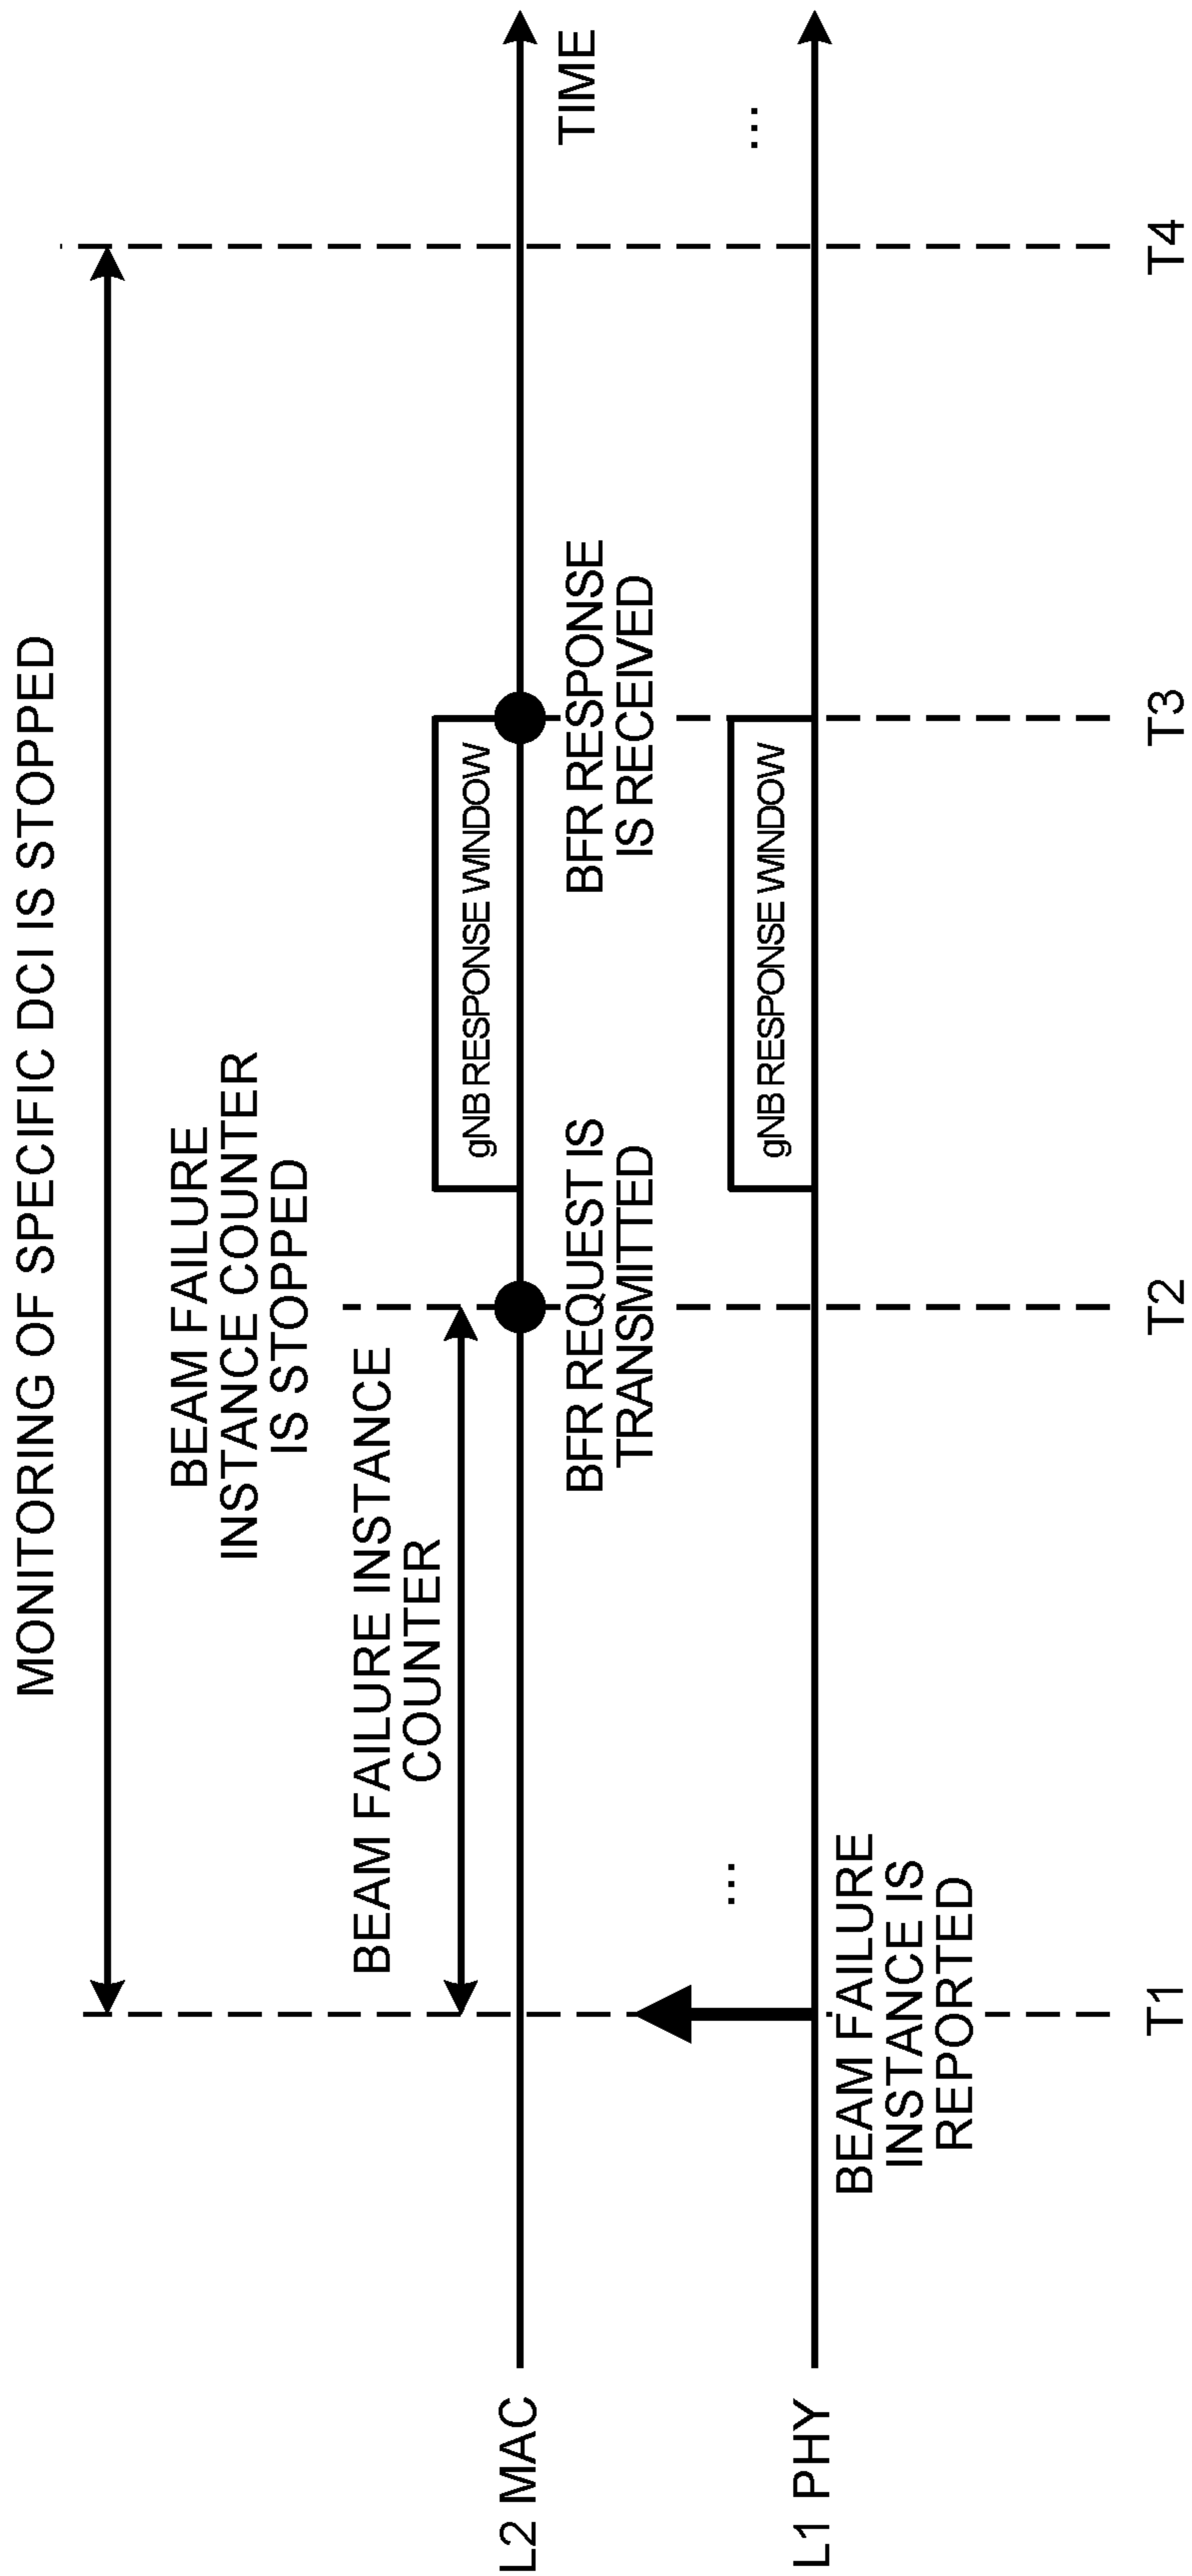 MONITORING OF SPECIFIC DCI IS STOPPED
BEAM FAILURE
INSTANCE COUNTER
IS STOPPED
BEAM FAILURE INSTANCE
COUNTER
gNB RESPONSE WINDOW
L2 MAC
BFR REQUEST IS
TRANSMITTED
BFR RESPONSE
IS RECEIVED
TIME
...
gNB RESPONSE WINDOW
...
L1 PHY
BEAM FAILURE
INSTANCE IS
REPORTED
T1
T2
T3
T4